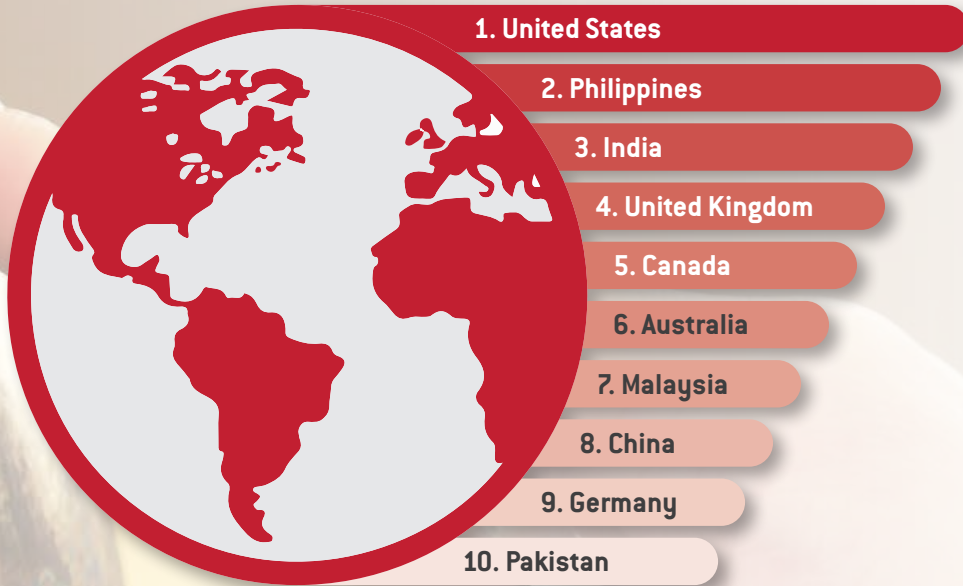 1. United States
2. Philippines
3. India
4. United Kingdom
5. Canada
6. Australia
7. Malaysia
8. China
9. Germany
10. Pakistan